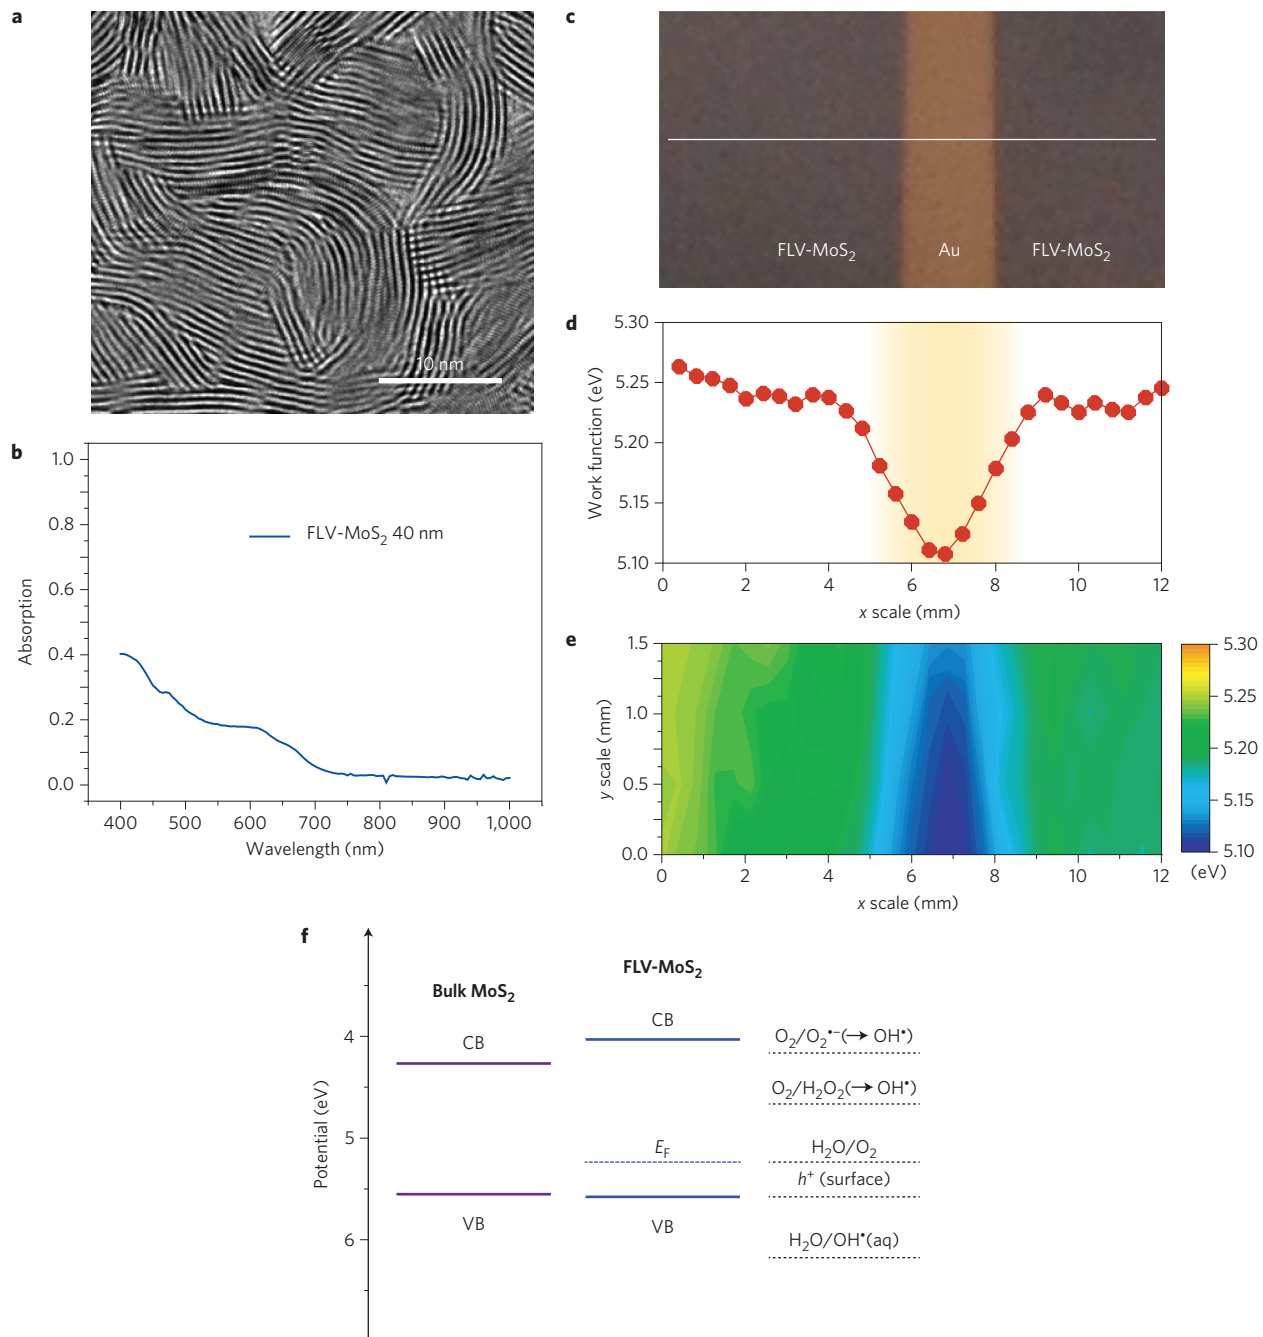 a
10 nm
b
1.0
0.8
0.6
0.4
0.2
0.0
Absorption
FLV-MoS2 40 nm
400 500 600 700 800 900 1,000
Wavelength (nm)
c
FLV-MoS2 Au FLV-MoS2
d
5.30
5.25
5.20
5.15
5.10
Work function (eV)
0 2 4 6 8 10 12
x scale (mm)
e
1.5
1.0
0.5
0.0
y scale (mm)
0 2 4 6 8 10 12
x scale (mm)
5.30
5.25
5.20
5.15
5.10
(eV)
f
Potential (eV)
4
5
6
Bulk MoS2
CB
VB
FLV-MoS2
CB
EF
VB
O2/O2•−(→ OH•)
O2/H2O2(→ OH•)
H2O/O2
h+ (surface)
H2O/OH•(aq)